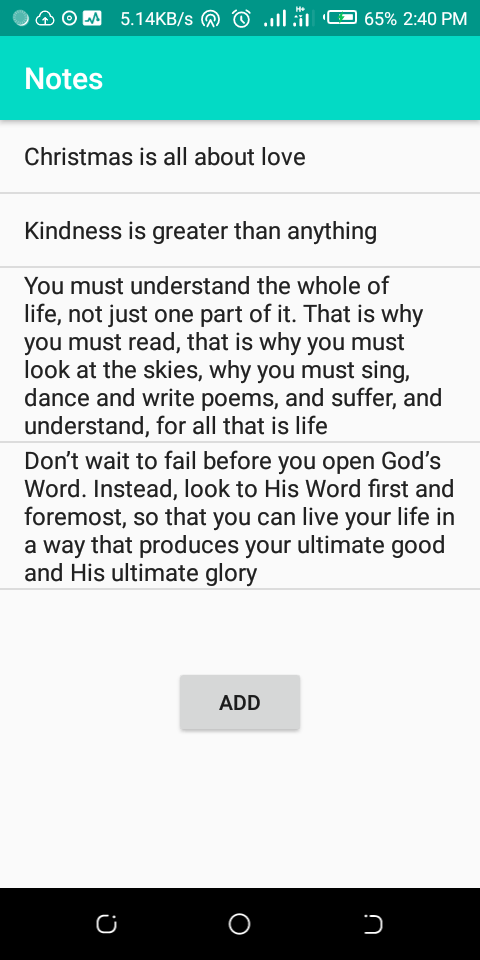 5.14KB/s H+ 65% 2:40 PM
Notes
Christmas is all about love
Kindness is greater than anything
You must understand the whole of
life, not just one part of it. That is why
you must read, that is why you must
look at the skies, why you must sing,
dance and write poems, and suffer, and
understand, for all that is life
Don’t wait to fail before you open God’s
Word. Instead, look to His Word first and
foremost, so that you can live your life in
a way that produces your ultimate good
and His ultimate glory
ADD